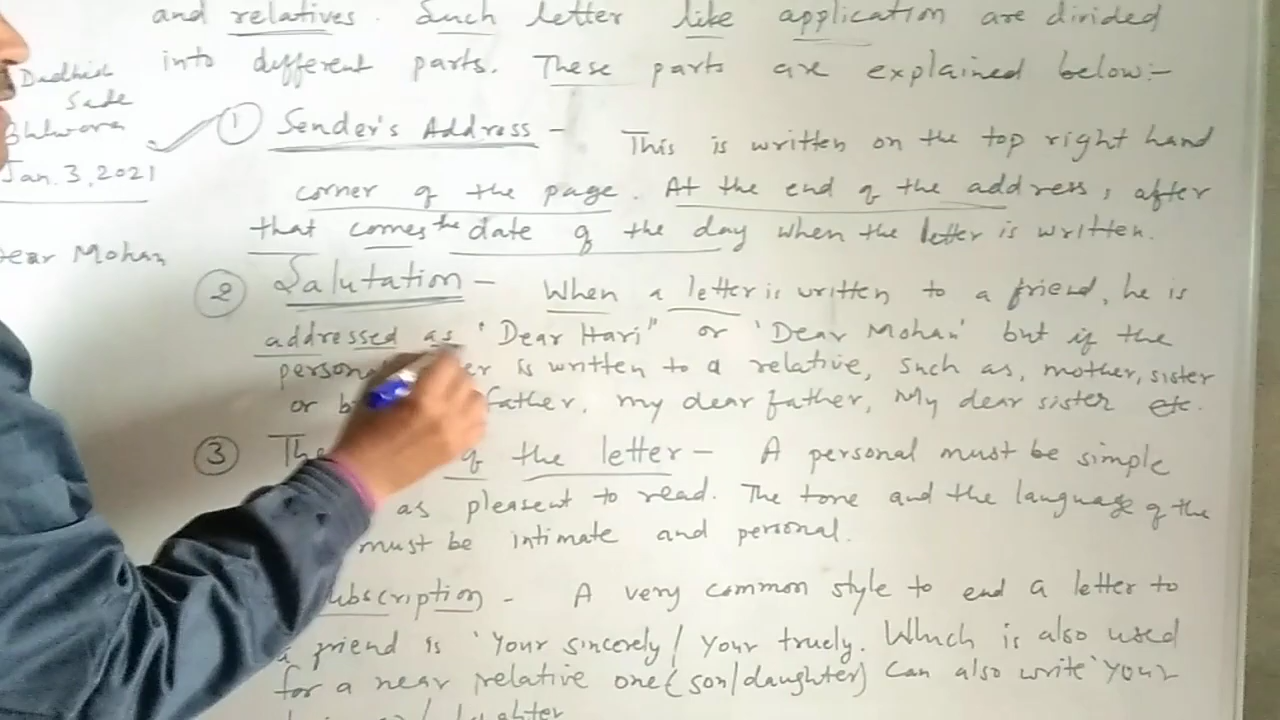 and relatives. Such letter like application are divided
into different parts. These parts are explained below:-
Sade
Jan. 3, 2021
Dear Mohan
① Sender's Address - This is written on the top right hand
corner of the page. At the end of the address, after
that comes the date of the day when the letter is written.
② Salutation - When a letter is written to a friend, he is
addressed as 'Dear Hari" or 'Dear Mohan' but if the
person is written to a relative, such as, mother, sister
or father, My dear father, My dear sister etc.
③ The of the letter - A personal must be simple
as pleasent to read. The tone and the language of the
must be intimate and personal.
ubscription - A very common style to end a letter to
a friend is 'Your sincerely / Your truely. Which is also used
for a near relative one (son/daughter) can also write 'Your